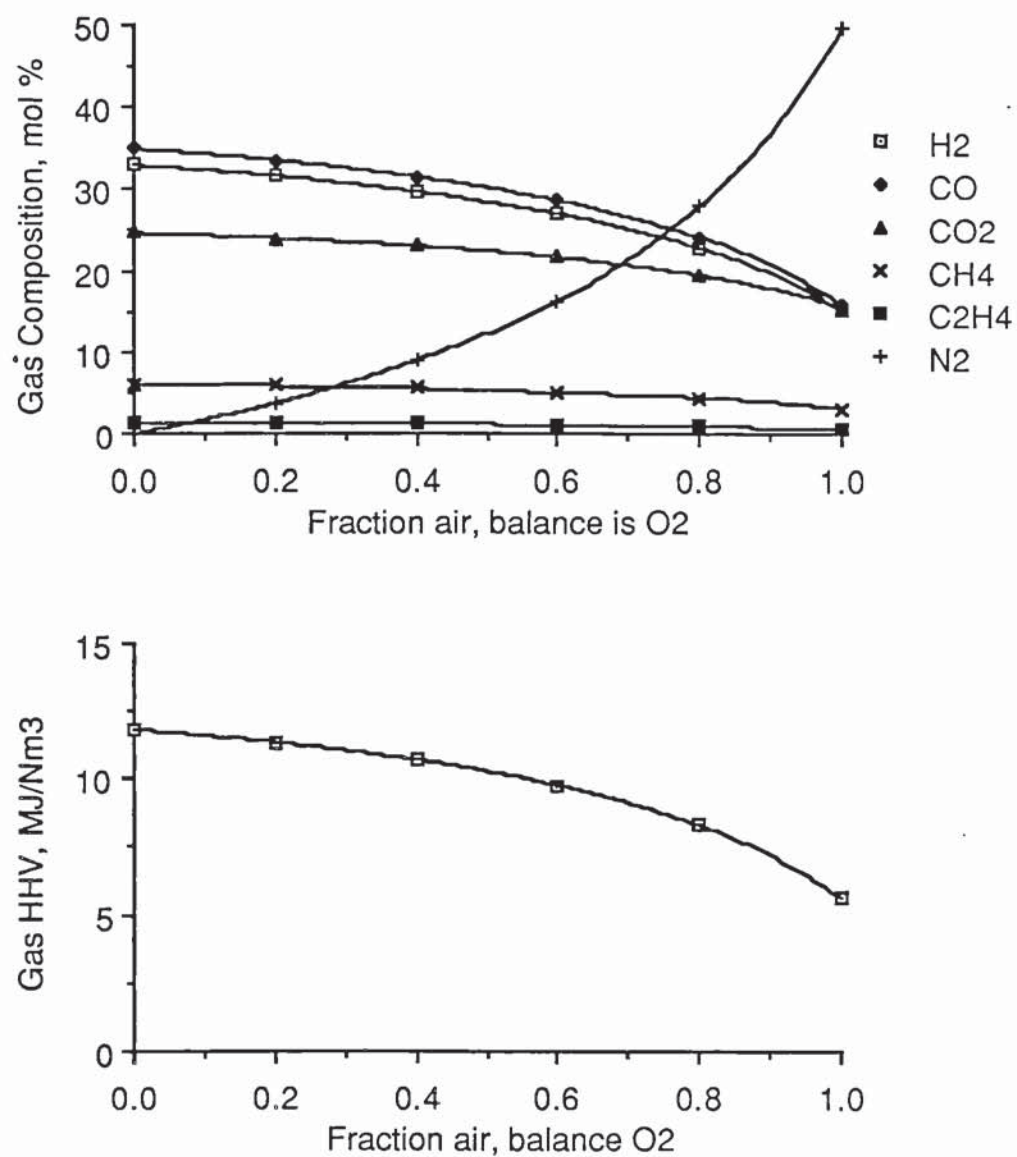 Gas Composition, mol %
50
40
30
20
10
0
0.0 0.2 0.4 0.6 0.8 1.0
Fraction air, balance is O2
H2
CO
CO2
CH4
C2H4
N2
Gas HHV, MJ/Nm3
15
10
5
0
0.0 0.2 0.4 0.6 0.8 1.0
Fraction air, balance O2